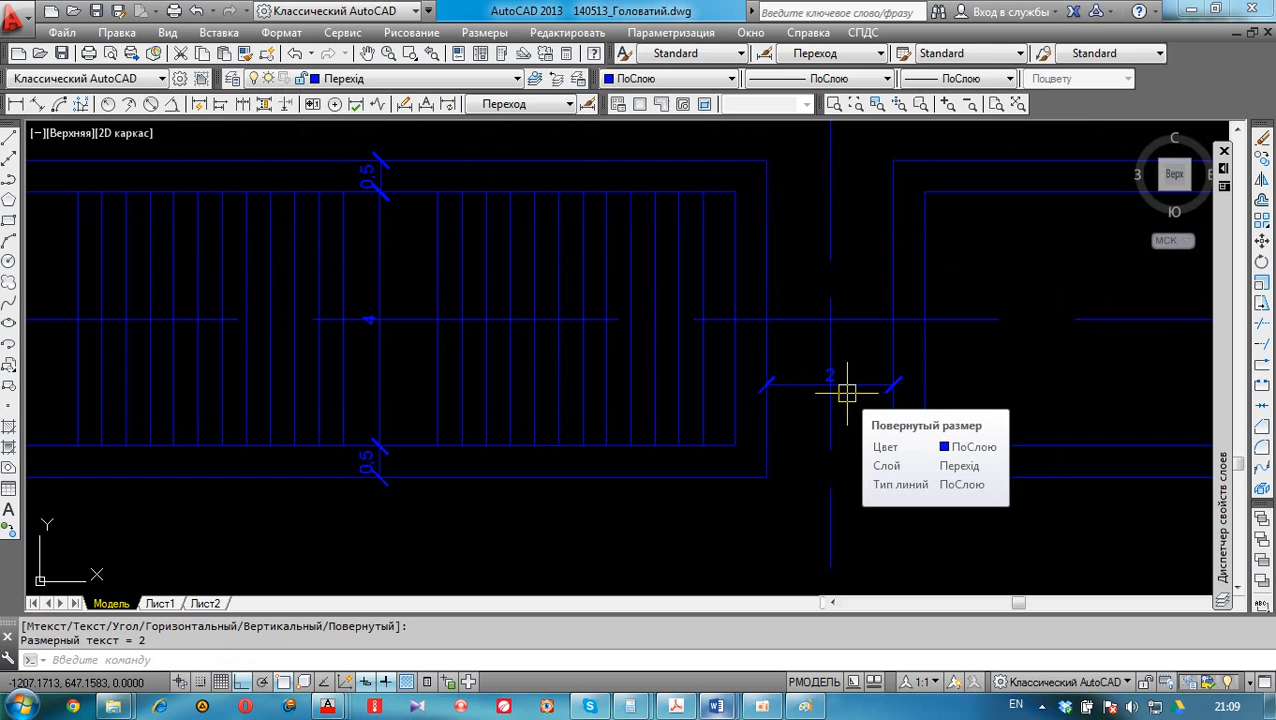 AutoCAD 2013 140513_Головатий.dwg
Классический AutoCAD
Введите ключевое слово/фразу
Вход в службы
Файл Правка Вид Вставка Формат Сервис Рисование Размеры Редактировать Параметризация Окно Справка СПДС
Standard Переход Standard Standard
Классический AutoCAD Перехід ПоСлою ПоСлою ПоСлою Поцвету
Переход
[−][Верхняя][2D каркас]
С
З Верх В
Ю
МСК
0,5
4
2
0,5
Повернутый размер
Цвет ПоСлою
Слой Перехід
Тип линий ПоСлою
Диспетчер свойств слоев
Y
X
Модель Лист1 Лист2
[Мтекст/Текст/Угол/Горизонтальный/Вертикальный/Повернутый]:
Размерный текст = 2
Введите команду
-1207.1713, 647.1583, 0.0000
РМОДЕЛЬ 1:1 Классический AutoCAD
EN 21:09